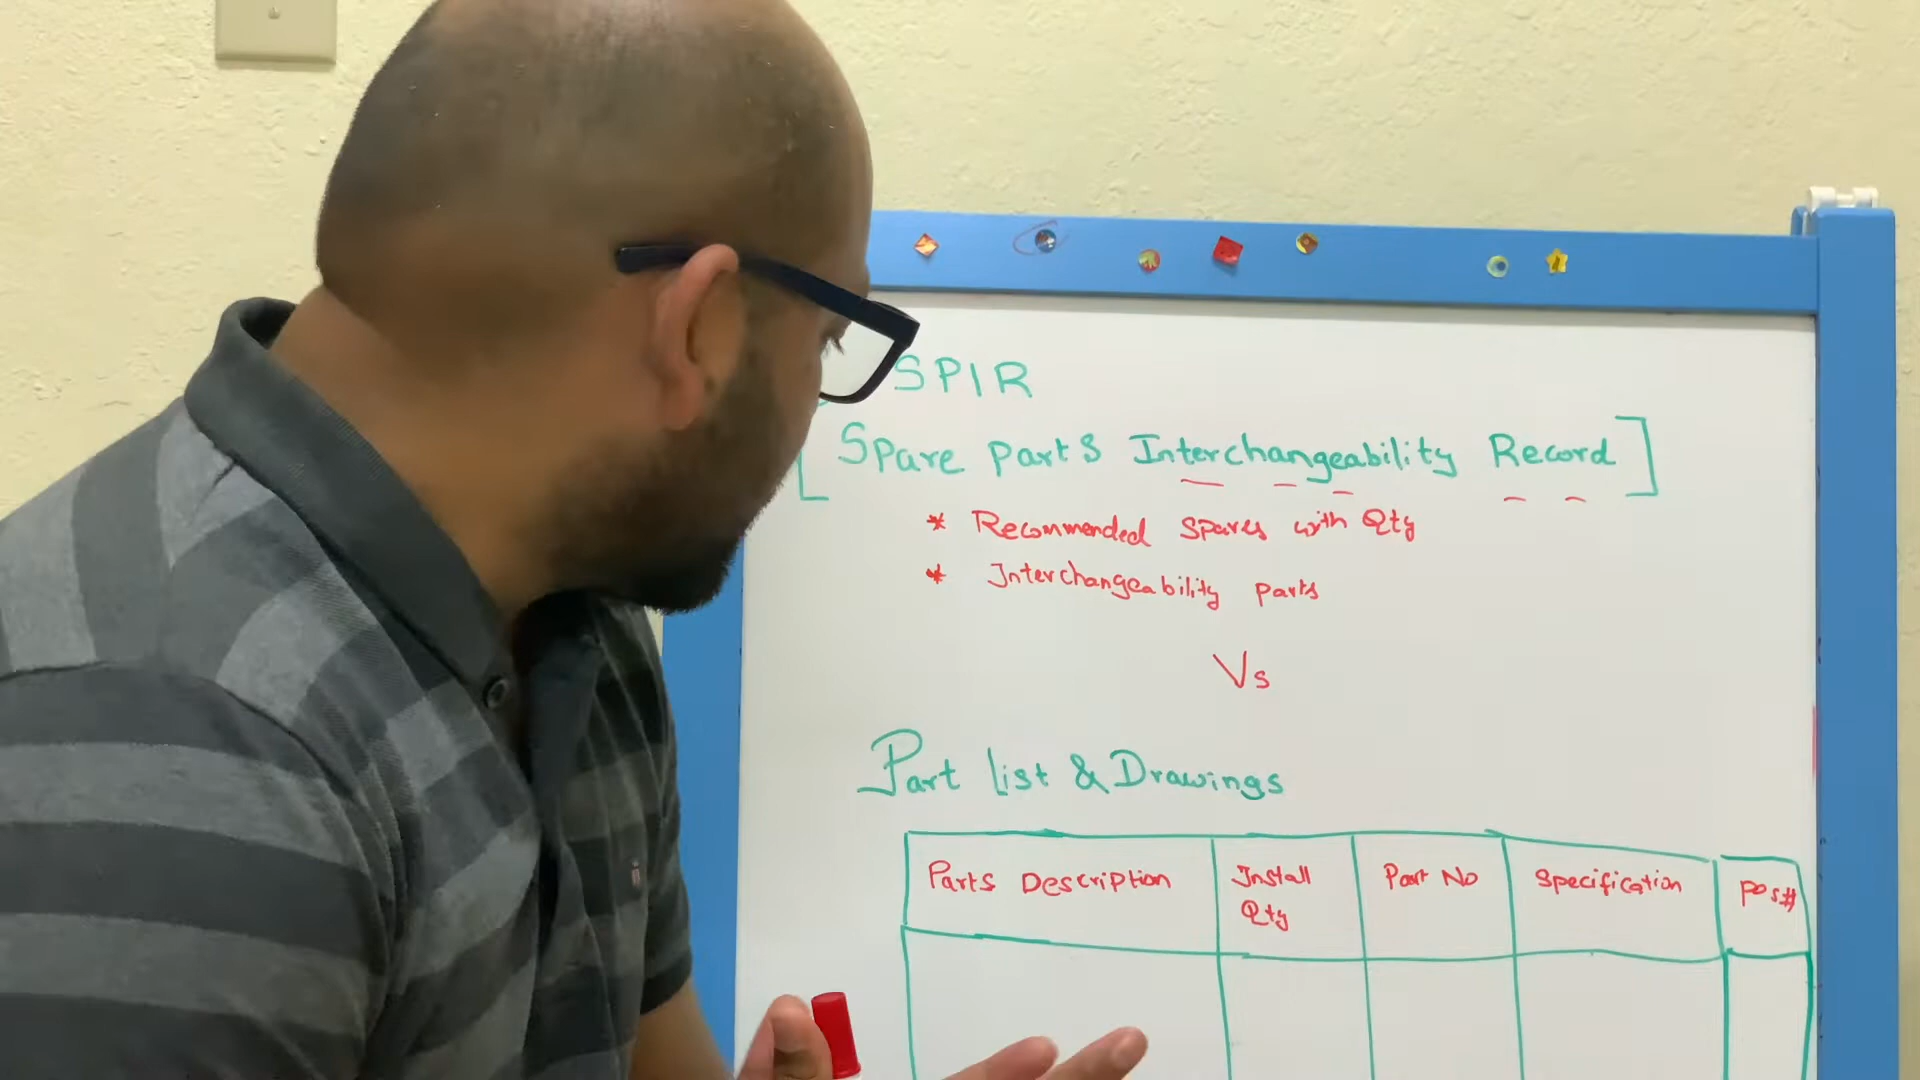 SPIR
[Spare Parts Interchangeability Record]
* Recommended Spares with Qty
* Interchangeability parts
Vs
Part List & Drawings
Parts Description
Install Qty
Part No
Specification
Pos#